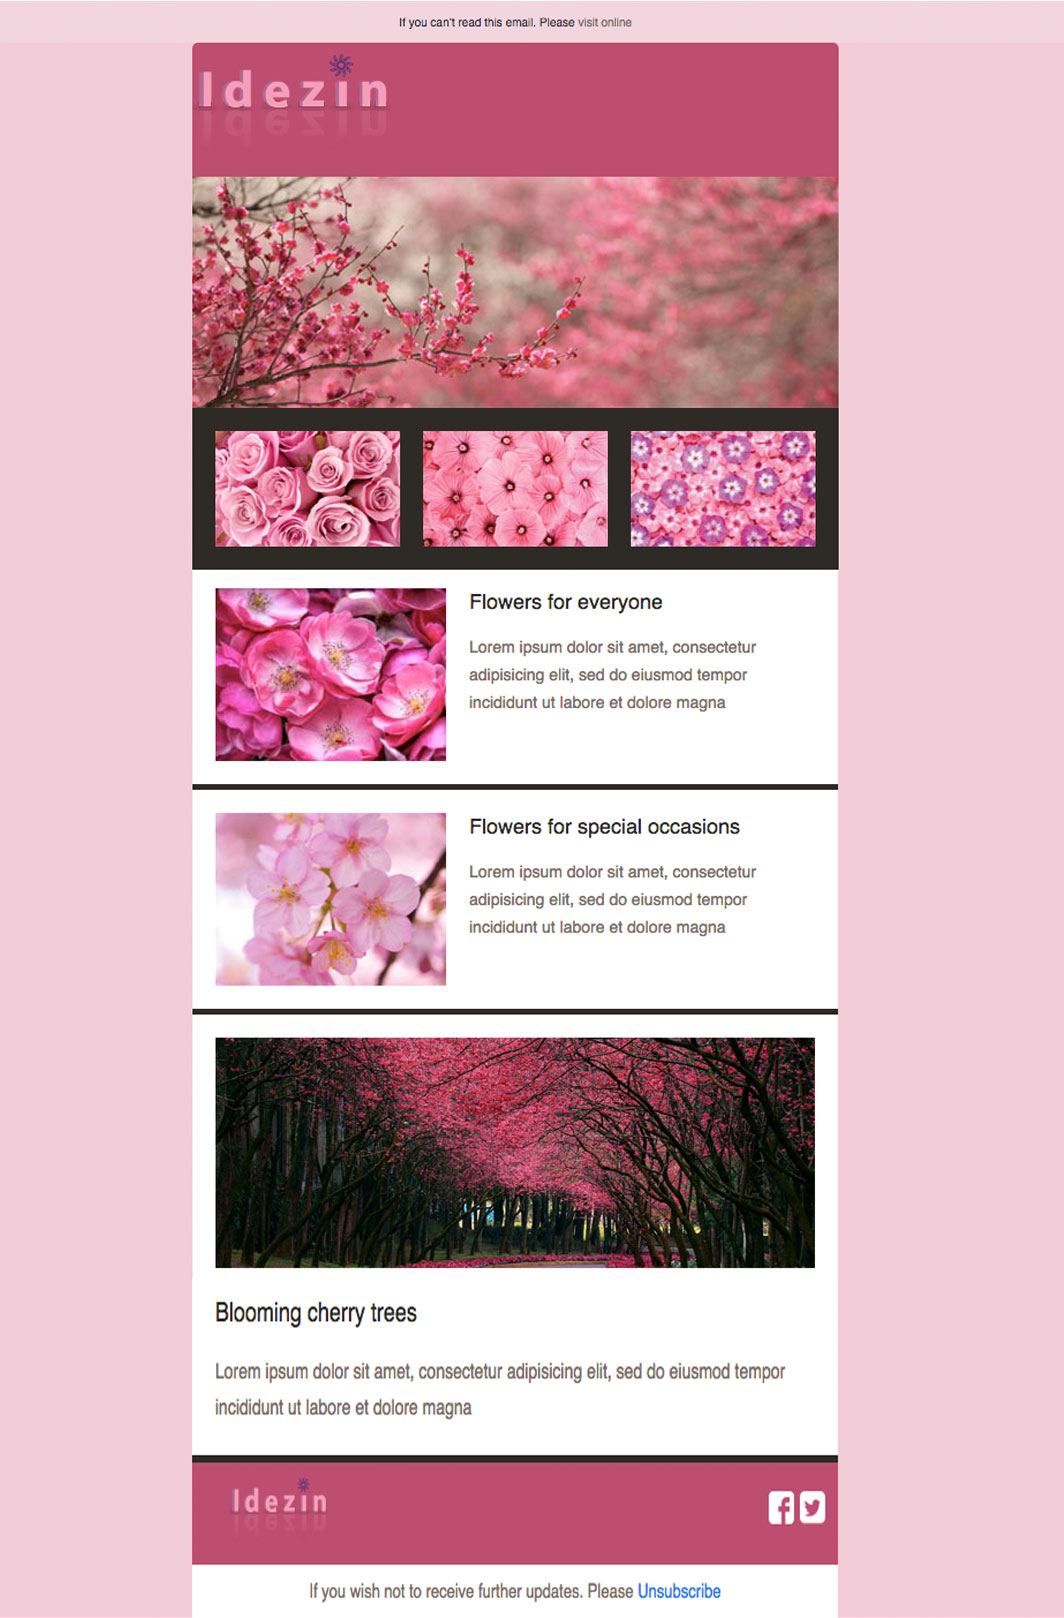 If you can't read this email. Please visit online
Idezin
Flowers for everyone
Lorem ipsum dolor sit amet, consectetur
adipisicing elit, sed do eiusmod tempor
incididunt ut labore et dolore magna
Flowers for special occasions
Lorem ipsum dolor sit amet, consectetur
adipisicing elit, sed do eiusmod tempor
incididunt ut labore et dolore magna
Blooming cherry trees
Lorem ipsum dolor sit amet, consectetur adipisicing elit, sed do eiusmod tempor
incididunt ut labore et dolore magna
Idezin
If you wish not to receive further updates. Please Unsubscribe